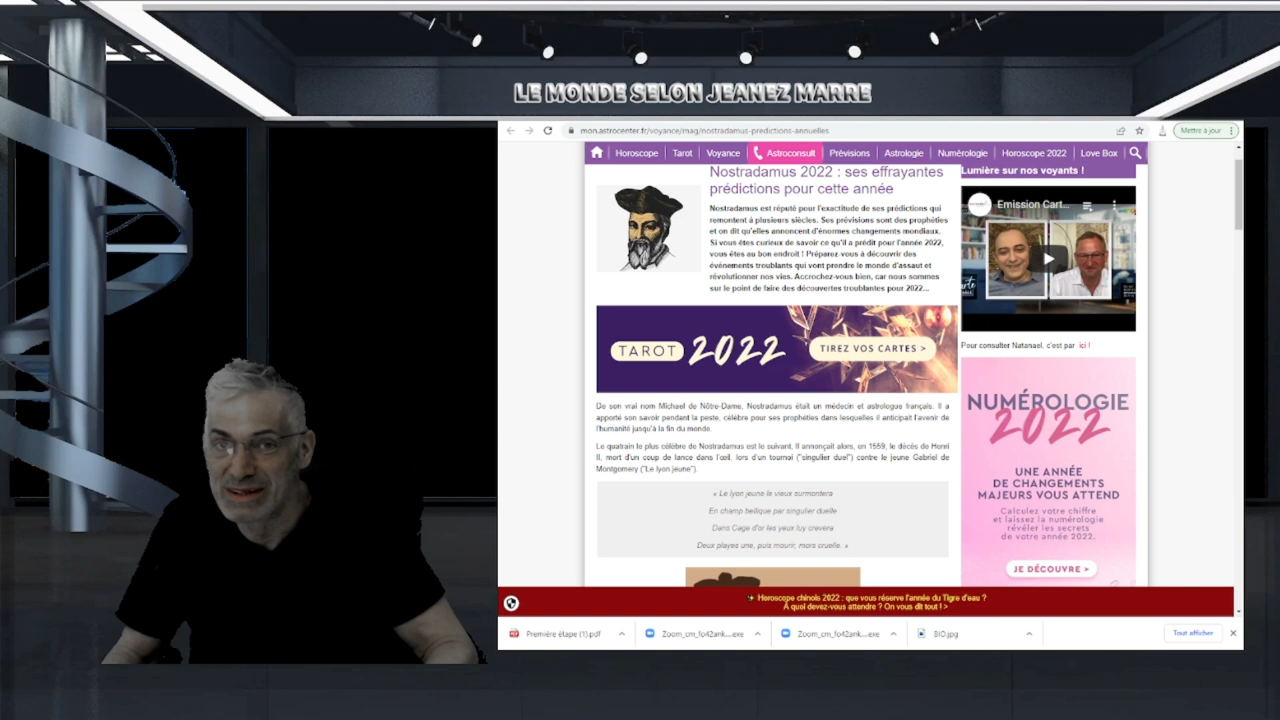 LE MONDE SELON JEANEZ MARRE
mon.astrocenter.fr/voyance/mag/nostradamus-predictions-annuelles
Mettre à jour
Horoscope
Tarot
Voyance
Astroconsult
Prévisions
Astrologie
Numérologie
Horoscope 2022
Love Box
Nostradamus 2022 : ses effrayantes
prédictions pour cette année
Nostradamus est réputé pour l'exactitude de ses prédictions qui
remontent à plusieurs siècles. Ses prévisions sont des prophéties
et on dit qu'elles annoncent d'énormes changements mondiaux.
Si vous êtes curieux de savoir ce qu'il a prédit pour l'année 2022,
vous êtes au bon endroit ! Préparez vous à découvrir des
événements troublants qui vont prendre le monde d'assaut et
révolutionner nos vies. Accrochez-vous bien, car nous sommes
sur le point de faire des découvertes troublantes pour 2022...
TAROT 2022
TIREZ VOS CARTES >
De son vrai nom Michael de Nôtre-Dame, Nostradamus était un médecin et astrologue français. Il a
apporté son savoir pendant la peste, célèbre pour ses prophéties dans lesquelles il anticipait l'avenir de
l'humanité jusqu'à la fin du monde.
Le quatrain le plus célèbre de Nostradamus est le suivant, Il annonçait alors, en 1559, le décès de Henri
II, mort d'un coup de lance dans l'œil, lors d'un tournoi ("singulier duel") contre le jeune Gabriel de
Montgomery ("Le lyon jeune").
« Le lyon jeune le vieux surmontera
En champ bellique par singulier duelle
Dans Cage d'or les yeux luy crevera
Deux playes une, puis mourir, mors cruelle. »
Lumière sur nos voyants !
Emission Cart...
Pour consulter Natanael, c'est par ici !
NUMÉROLOGIE
2022
UNE ANNÉE
DE CHANGEMENTS
MAJEURS VOUS ATTEND
Calculez votre chiffre
et laissez la numérologie
révéler les secrets
de votre année 2022.
JE DÉCOUVRE >
Horoscope chinois 2022 : que vous réserve l'année du Tigre d'eau ?
À quoi devez-vous attendre ? On vous dit tout ! >
Première étape (1).pdf
Zoom_cm_fo42ank....exe
Zoom_cm_fo42ank....exe
BIO.jpg
Tout afficher